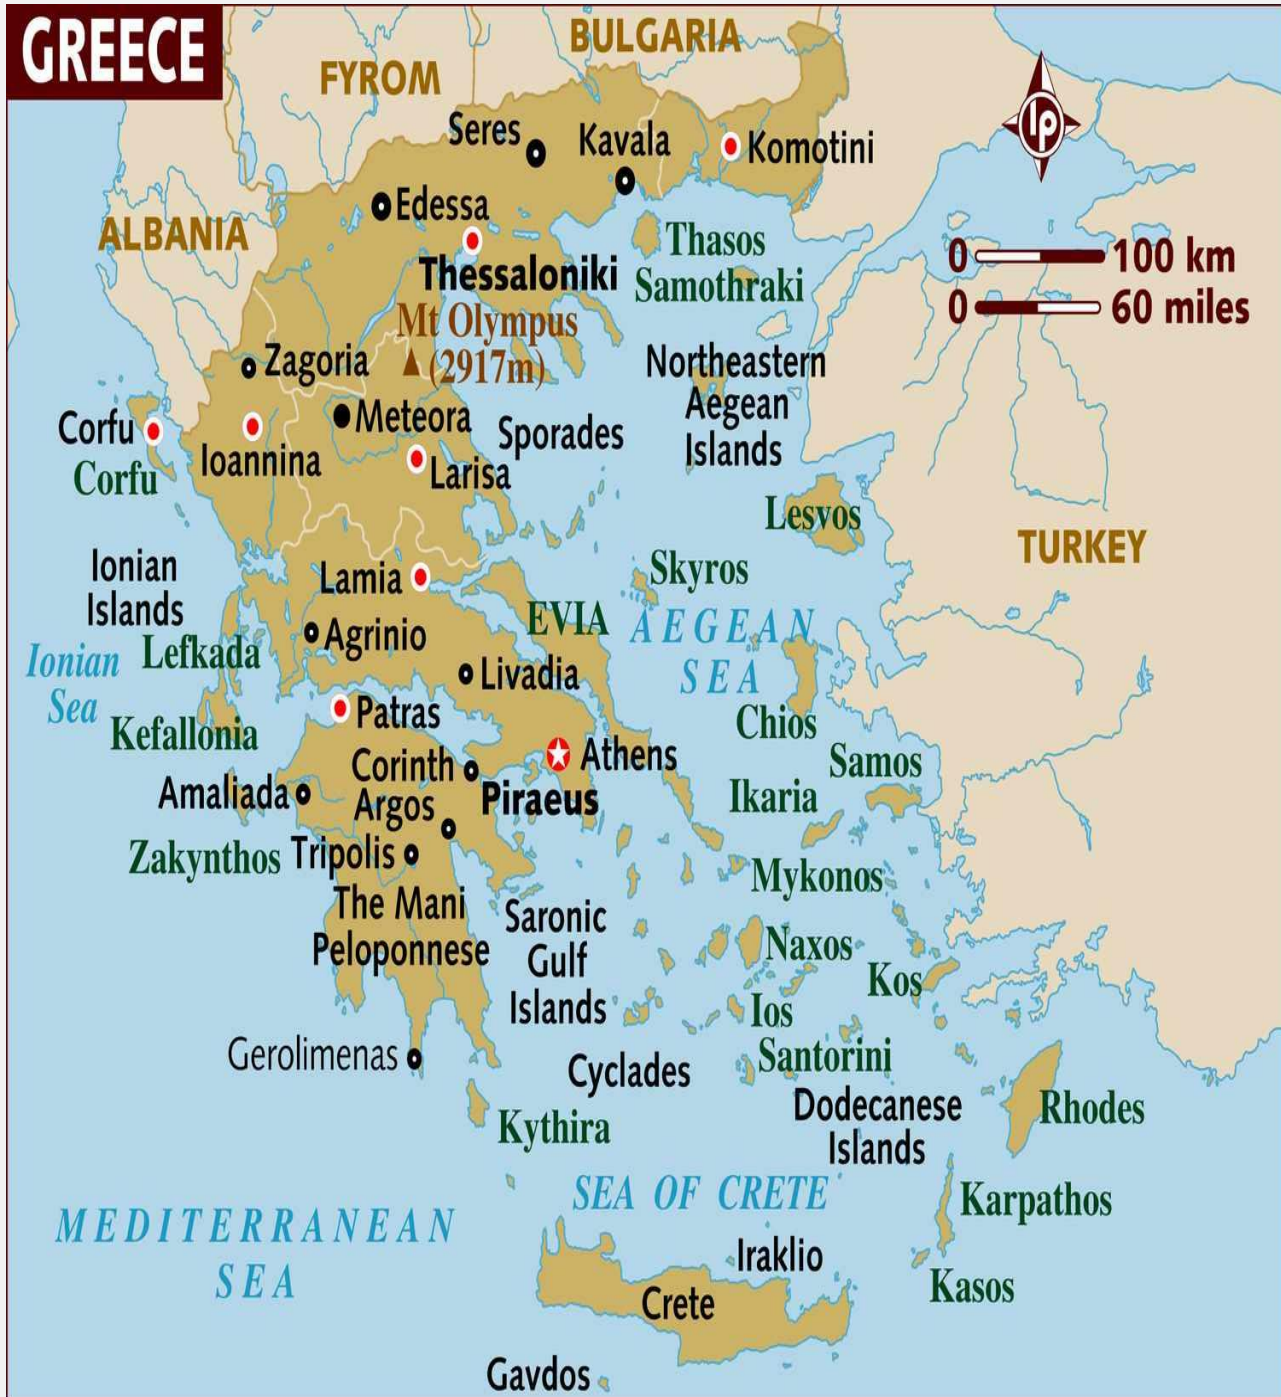 GREECE
BULGARIA
FYROM
Seres
Kavala
Komotini
Edessa
ALBANIA
Thasos
Thessaloniki
Samothraki
lp
0 100 km
0 60 miles
Mt Olympus
(2917m)
Zagoria
Northeastern
Aegean
Islands
Meteora
Corfu
Corfu
Ioannina
Larisa
Sporades
Lesvos
TURKEY
Ionian
Islands
Lamia
Skyros
EVIA
AEGEAN
SEA
Agrinio
Lefkada
Ionian
Sea
Livadia
Patras
Kefallonia
Chios
Corinth
Athens
Samos
Amaliada
Argos
Piraeus
Ikaria
Zakynthos
Tripolis
Mykonos
The Mani
Peloponnese
Saronic
Gulf
Islands
Naxos
Kos
Ios
Gerolimenas
Cyclades
Santorini
Dodecanese
Islands
Rhodes
Kythira
SEA OF CRETE
Karpathos
MEDITERRANEAN
SEA
Iraklio
Kasos
Crete
Gavdos